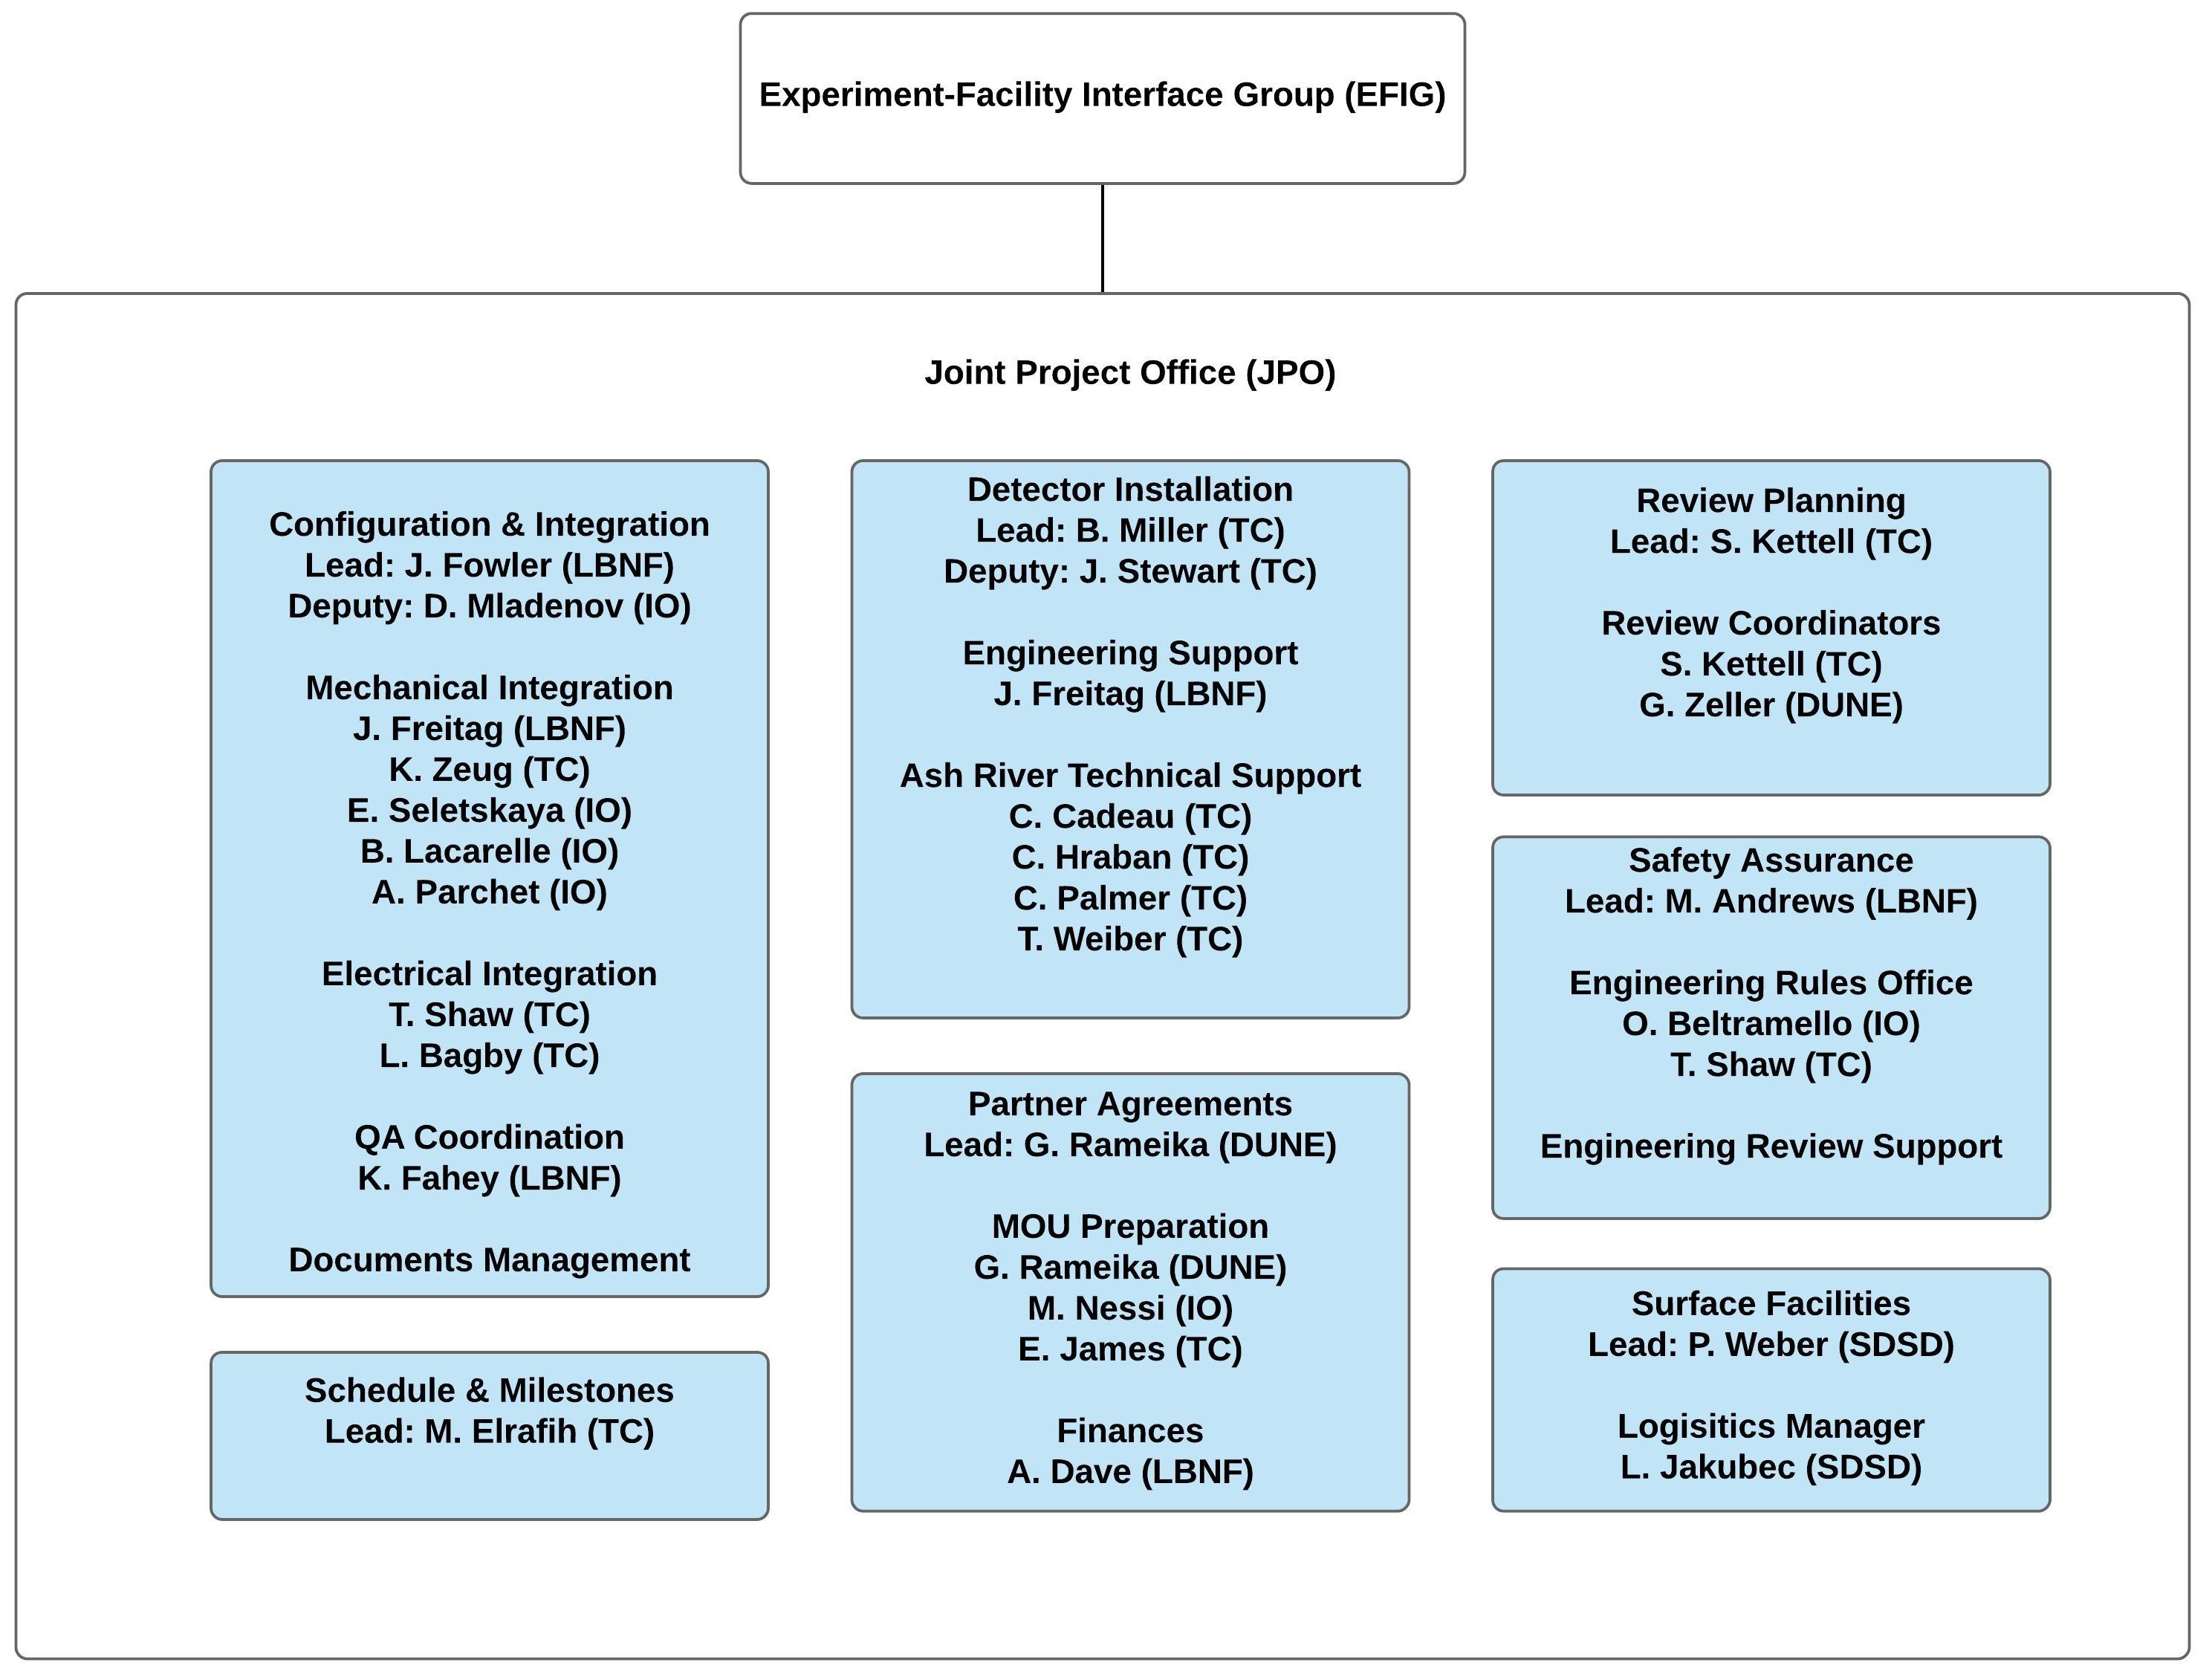 Experiment-Facility Interface Group (EFIG)
Joint Project Office (JPO)
Configuration & Integration
Lead: J. Fowler (LBNF)
Deputy: D. Mladenov (IO)
Mechanical Integration
J. Freitag (LBNF)
K. Zeug (TC)
E. Seletskaya (IO)
B. Lacarelle (IO)
A. Parchet (IO)
Electrical Integration
T. Shaw (TC)
L. Bagby (TC)
QA Coordination
K. Fahey (LBNF)
Documents Management
Schedule & Milestones
Lead: M. Elrafih (TC)
Detector Installation
Lead: B. Miller (TC)
Deputy: J. Stewart (TC)
Engineering Support
J. Freitag (LBNF)
Ash River Technical Support
C. Cadeau (TC)
C. Hraban (TC)
C. Palmer (TC)
T. Weiber (TC)
Partner Agreements
Lead: G. Rameika (DUNE)
MOU Preparation
G. Rameika (DUNE)
M. Nessi (IO)
E. James (TC)
Finances
A. Dave (LBNF)
Review Planning
Lead: S. Kettell (TC)
Review Coordinators
S. Kettell (TC)
G. Zeller (DUNE)
Safety Assurance
Lead: M. Andrews (LBNF)
Engineering Rules Office
O. Beltramello (IO)
T. Shaw (TC)
Engineering Review Support
Surface Facilities
Lead: P. Weber (SDSD)
Logisitics Manager
L. Jakubec (SDSD)